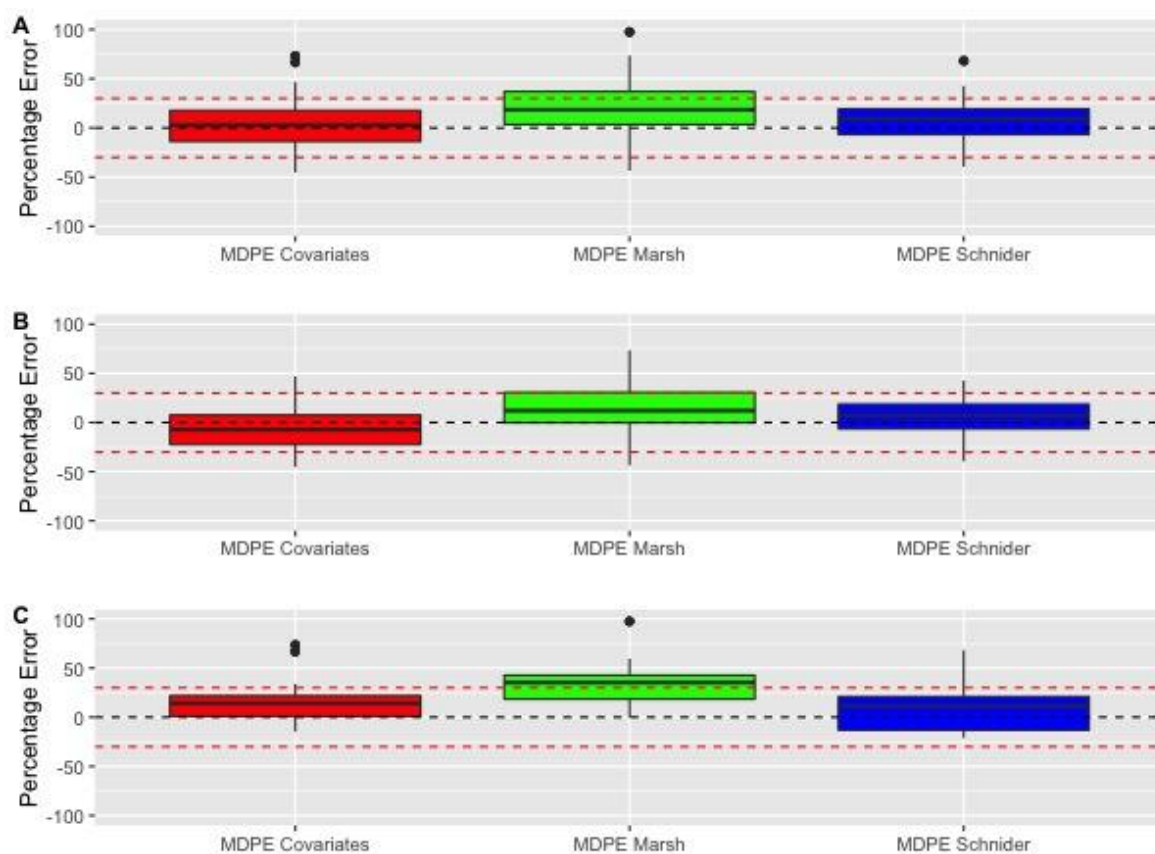 A
Percentage Error
100
50
0
-50
-100
MDPE Covariates
MDPE Marsh
MDPE Schnider
B
Percentage Error
100
50
0
-50
-100
MDPE Covariates
MDPE Marsh
MDPE Schnider
C
Percentage Error
100
50
0
-50
-100
MDPE Covariates
MDPE Marsh
MDPE Schnider